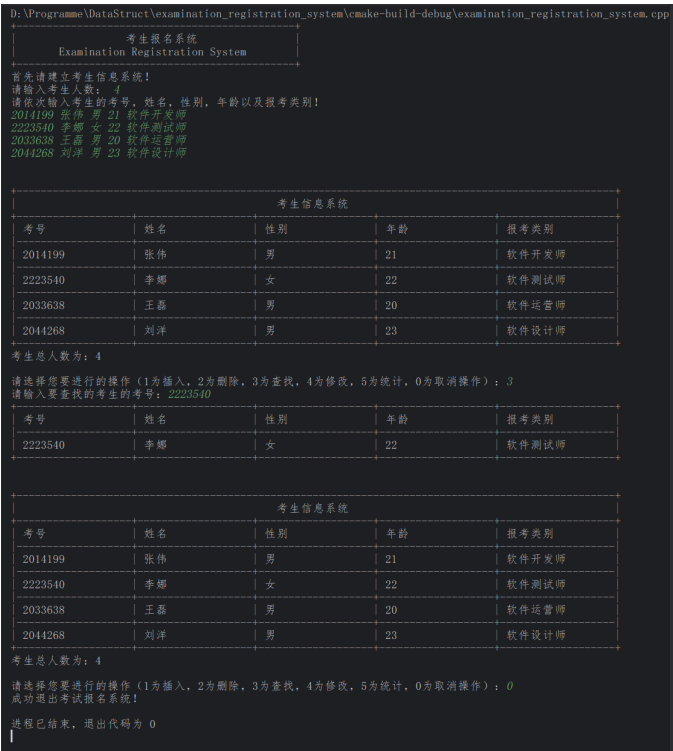 D:\Programme\DataStruct\examination_registration_system\cmake-build-debug\examination_registration_system.cpp
考生报名系统
Examination Registration System
首先请建立考生信息系统！
请输入考生人数： 4
请依次输入考生的考号，姓名，性别，年龄以及报考类别！
2014199 张伟 男 21 软件开发师
2223540 李娜 女 22 软件测试师
2033638 王磊 男 20 软件运营师
2044268 刘洋 男 23 软件设计师
考生信息系统
考号 姓名 性别 年龄 报考类别
2014199 张伟 男 21 软件开发师
2223540 李娜 女 22 软件测试师
2033638 王磊 男 20 软件运营师
2044268 刘洋 男 23 软件设计师
考生总人数为：4
请选择您要进行的操作（1为插入，2为删除，3为查找，4为修改，5为统计，0为取消操作）：3
请输入要查找的考生的考号：2223540
考号 姓名 性别 年龄 报考类别
2223540 李娜 女 22 软件测试师
考生信息系统
考号 姓名 性别 年龄 报考类别
2014199 张伟 男 21 软件开发师
2223540 李娜 女 22 软件测试师
2033638 王磊 男 20 软件运营师
2044268 刘洋 男 23 软件设计师
考生总人数为：4
请选择您要进行的操作（1为插入，2为删除，3为查找，4为修改，5为统计，0为取消操作）：0
成功退出考试报名系统！
进程已结束，退出代码为 0